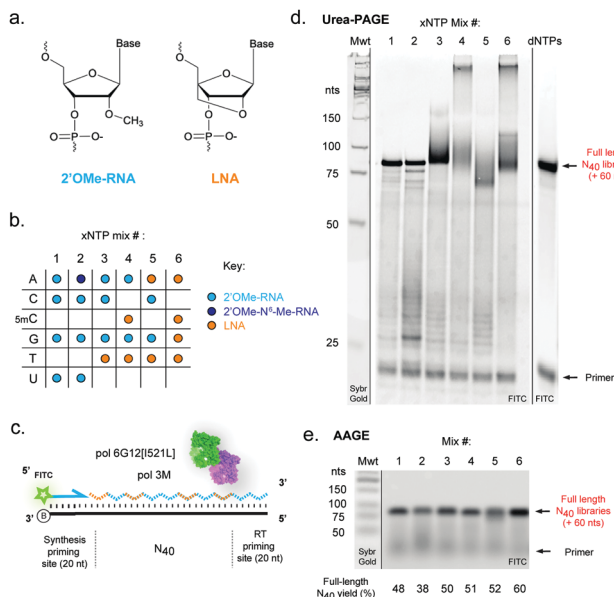 a.
O
Base
O
O
O
CH3
O=P-O-
O
2'OMe-RNA
O
Base
O
O
O
O=P-O-
O
LNA
b.
xNTP mix # :
1 2 3 4 5 6
A
C
5mC
G
T
U
Key:
2'OMe-RNA
2'OMe-N6-Me-RNA
LNA
c.
pol 6G12[I521L]
pol 3M
5'
FITC
3'
3'
B
5'
Synthesis
priming
site (20 nt)
N40
RT
priming
site (20 nt)
d. Urea-PAGE
xNTP Mix #:
Mwt 1 2 3 4 5 6 dNTPs
nts
150
100
75
50
25
Full len
N40 libr
(+ 60
Primer
Sybr
Gold
FITC
FITC
e. AAGE
Mix #:
nts Mwt 1 2 3 4 5 6
150
100
75
50
Full length
N40 libraries
(+ 60 nts)
Primer
Sybr
Gold
FITC
Full-length
N40 yield (%)
48 38 50 51 52 60